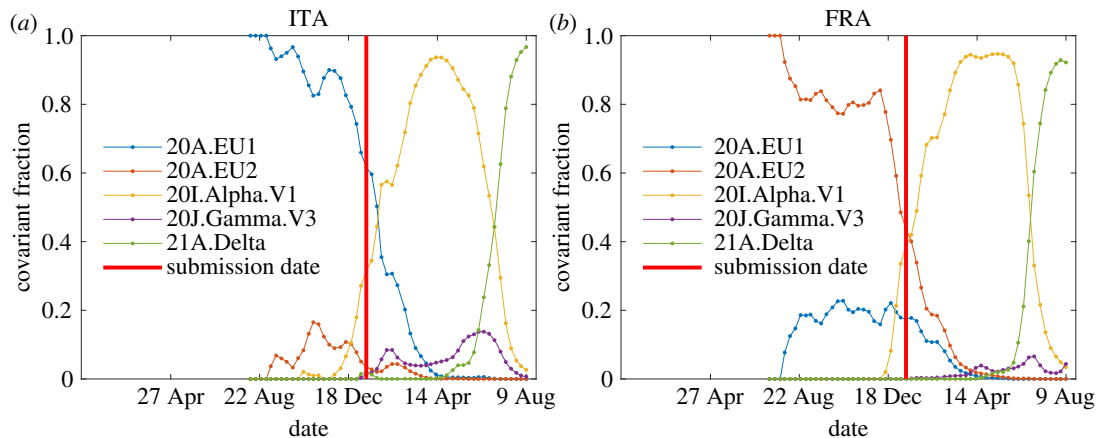 (a) ITA
1.0
0.8
0.6
0.4
0.2
0
covariant fraction
20A.EU1
20A.EU2
20I.Alpha.V1
20J.Gamma.V3
21A.Delta
submission date
27 Apr 22 Aug 18 Dec 14 Apr 9 Aug
date
(b) FRA
1.0
0.8
0.6
0.4
0.2
0
covariant fraction
20A.EU1
20A.EU2
20I.Alpha.V1
20J.Gamma.V3
21A.Delta
submission date
27 Apr 22 Aug 18 Dec 14 Apr 9 Aug
date